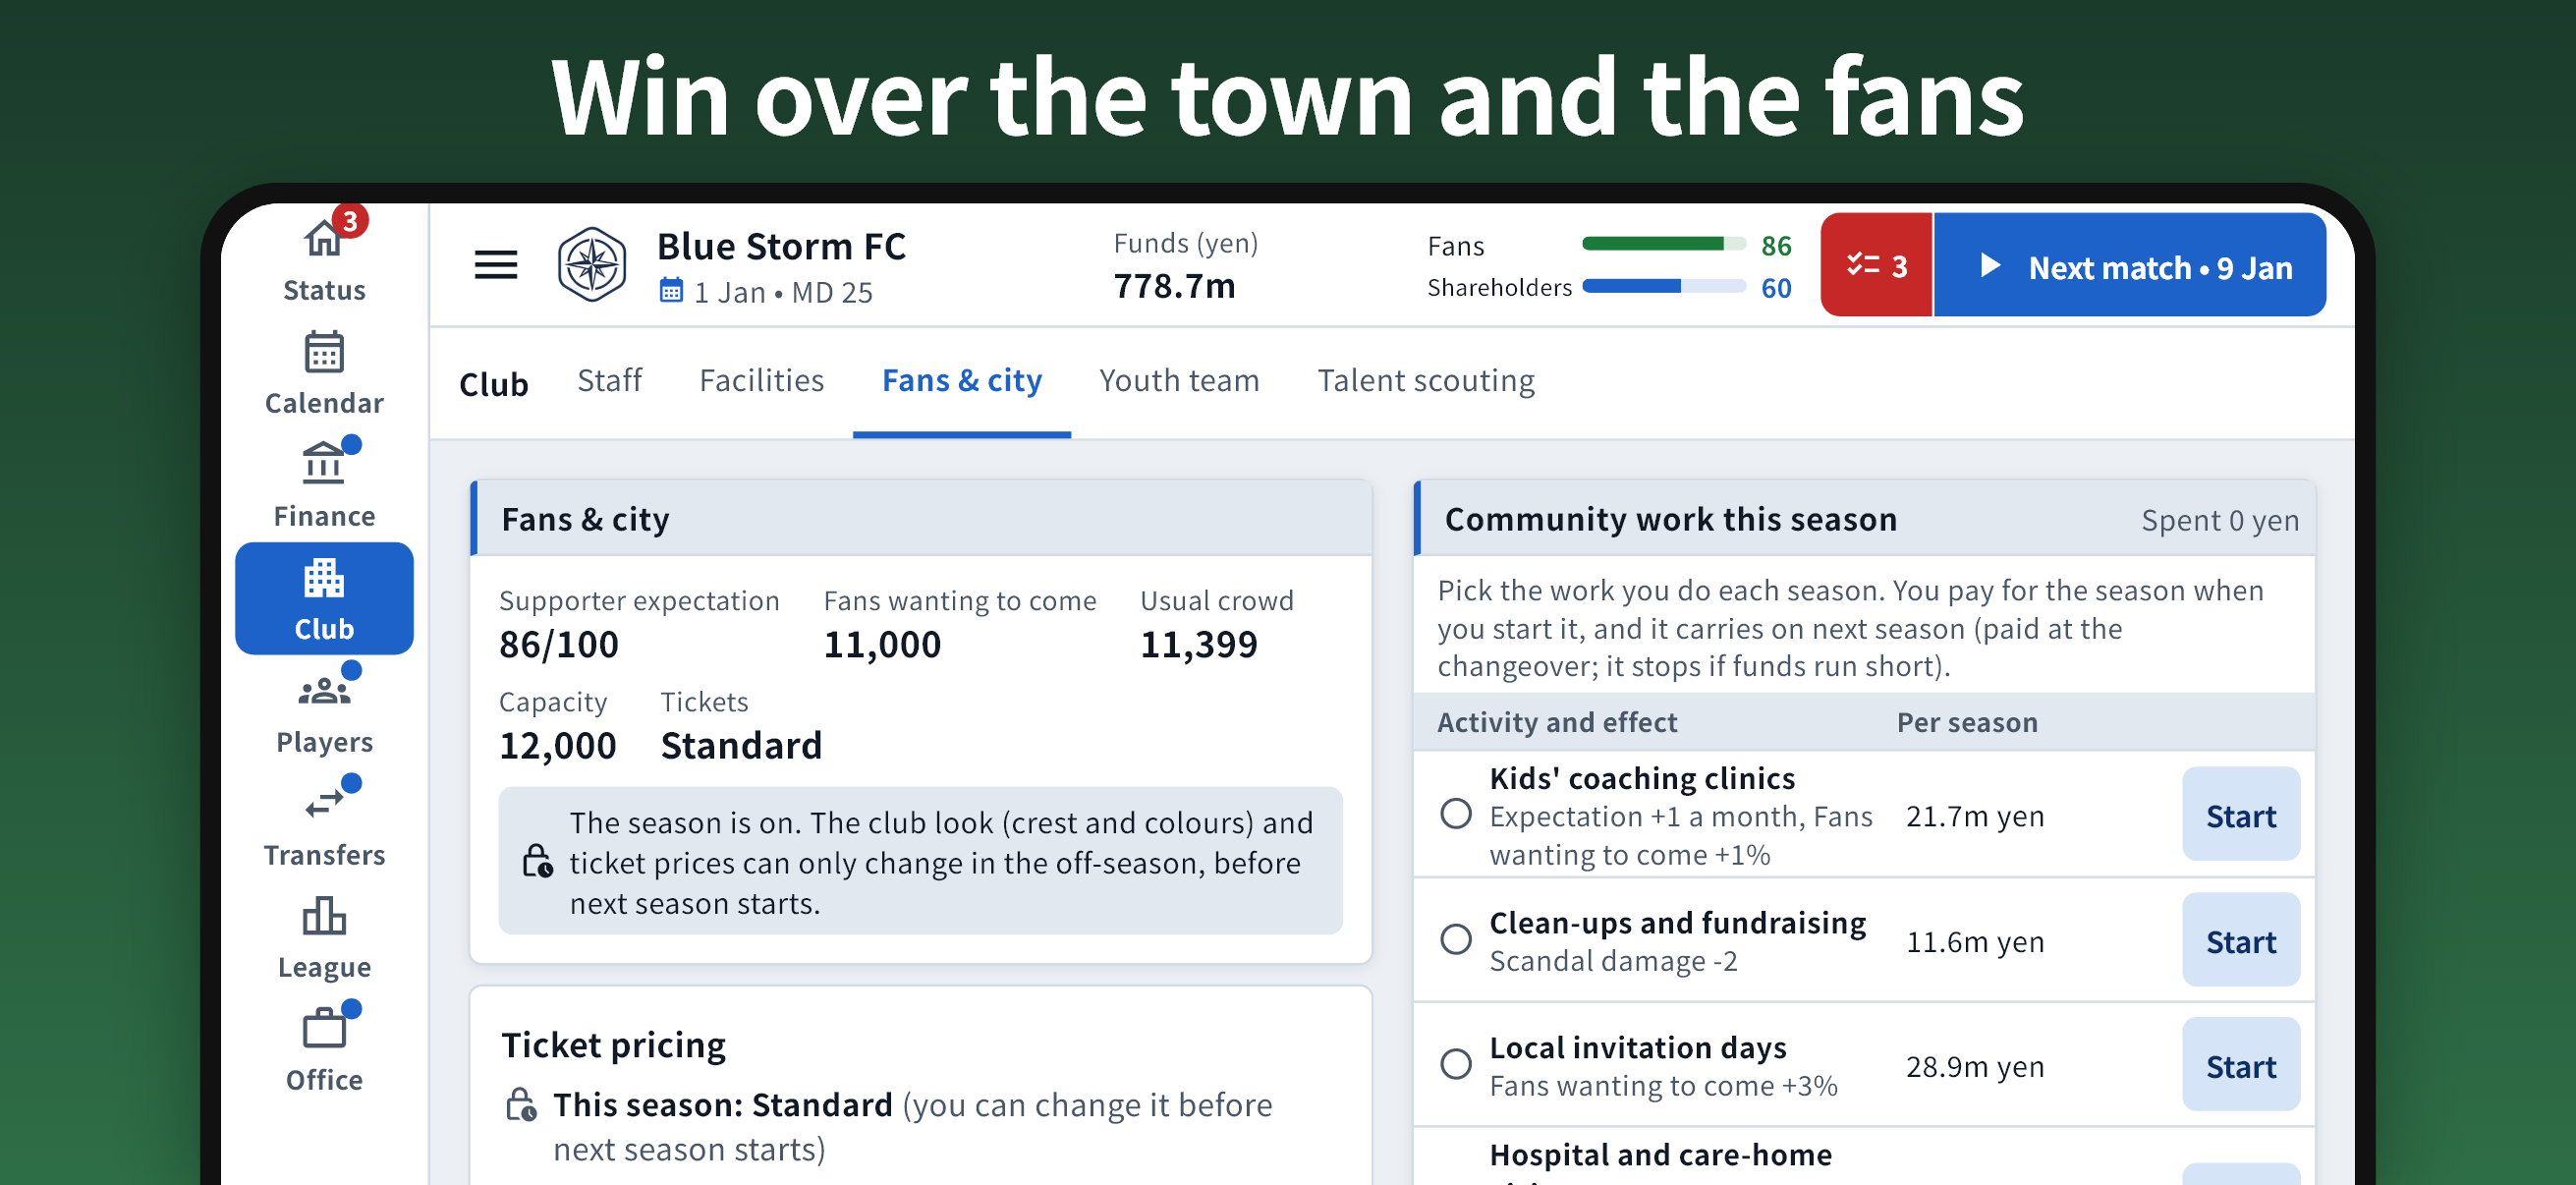 Win over the town and the fans
3
Status
Calendar
Finance
Club
Players
Transfers
League
Office
Blue Storm FC
1 Jan • MD 25
Funds (yen)
778.7m
Fans 86
Shareholders 60
3
Next match • 9 Jan
Club Staff Facilities Fans & city Youth team Talent scouting
Fans & city
Supporter expectation Fans wanting to come Usual crowd
86/100 11,000 11,399
Capacity Tickets
12,000 Standard
The season is on. The club look (crest and colours) and
ticket prices can only change in the off-season, before
next season starts.
Ticket pricing
This season: Standard (you can change it before
next season starts)
Community work this season Spent 0 yen
Pick the work you do each season. You pay for the season when
you start it, and it carries on next season (paid at the
changeover; it stops if funds run short).
Activity and effect Per season
Kids' coaching clinics
Expectation +1 a month, Fans
wanting to come +1%
21.7m yen Start
Clean-ups and fundraising
Scandal damage -2
11.6m yen Start
Local invitation days
Fans wanting to come +3%
28.9m yen Start
Hospital and care-home